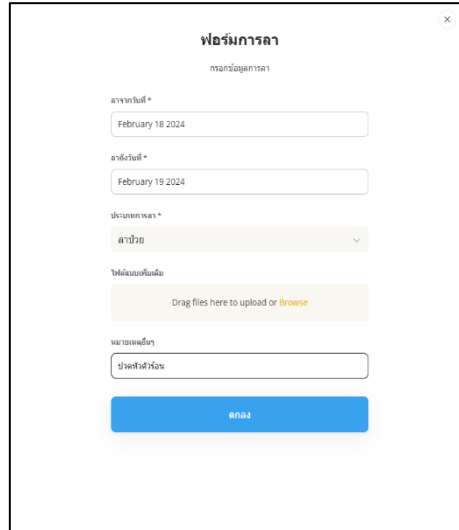 ฟอร์มการลา
กรอกข้อมูลการลา
ลาจากวันที่ *
February 18 2024
ลาถึงวันที่ *
February 19 2024
ประเภทการลา *
ลาป่วย
ไฟล์แนบเพิ่มเติม
Drag files here to upload or Browse
หมายเหตุอื่นๆ
ปวดหัวตัวร้อน
ตกลง